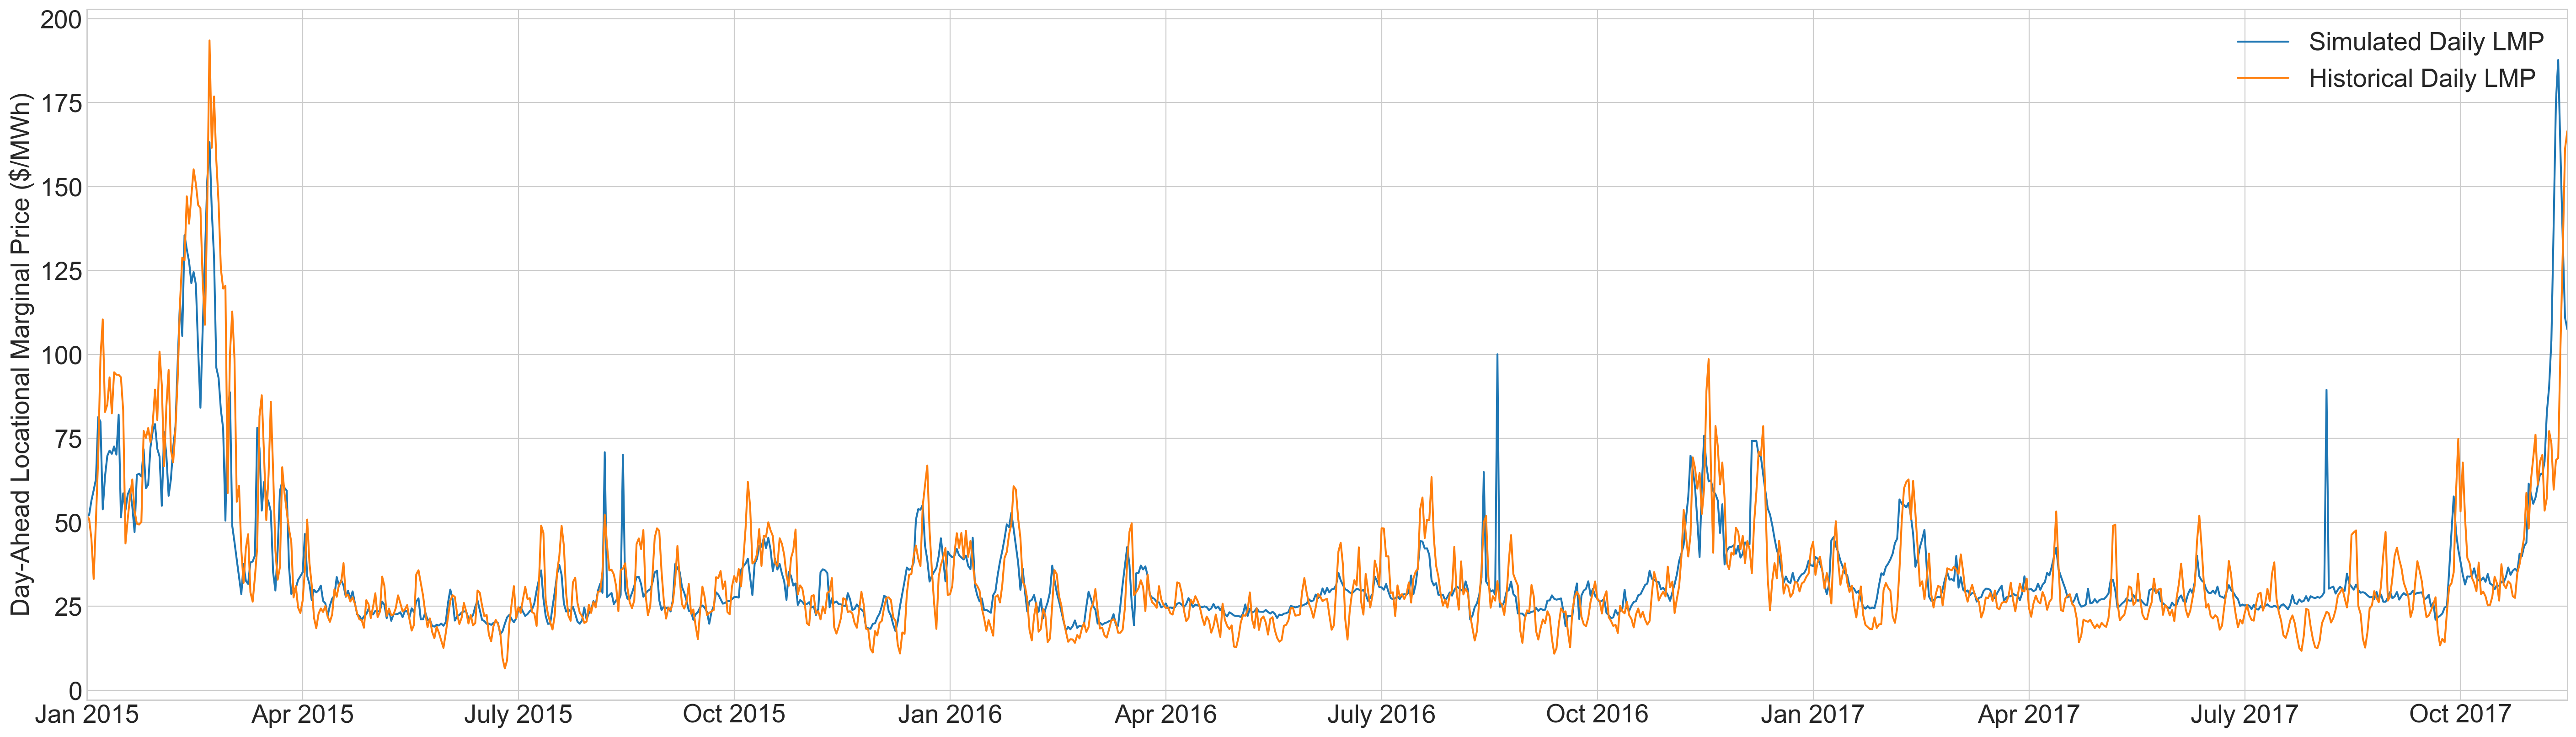 Day-Ahead Locational Marginal Price ($/MWh)
200
175
150
125
100
75
50
25
0
Simulated Daily LMP
Historical Daily LMP
Jan 2015 Apr 2015 July 2015 Oct 2015 Jan 2016 Apr 2016 July 2016 Oct 2016 Jan 2017 Apr 2017 July 2017 Oct 2017